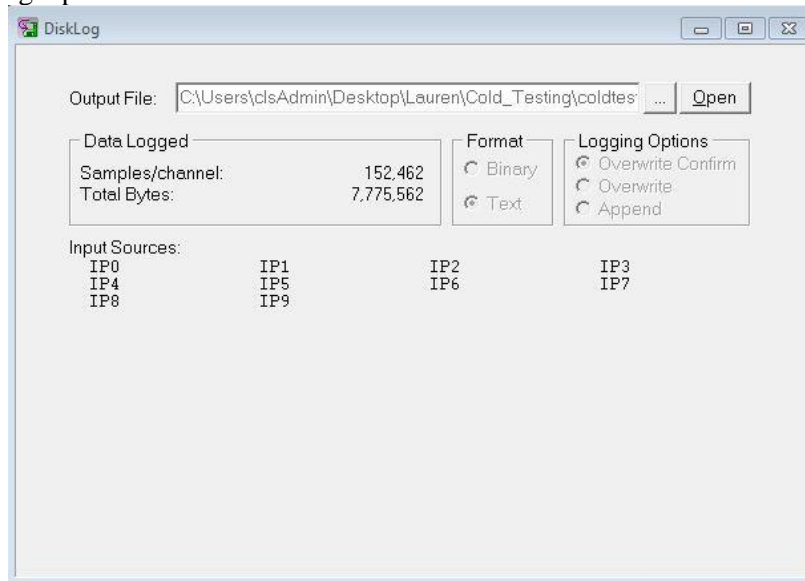 DiskLog
Output File: C:\Users\clsAdmin\Desktop\Lauren\Cold_Testing\coldtes ... Open
Data Logged
Samples/channel: 152,462
Total Bytes: 7,775,562
Format
Binary
Text
Logging Options
Overwrite Confirm
Overwrite
Append
Input Sources:
IP0 IP1 IP2 IP3
IP4 IP5 IP6 IP7
IP8 IP9